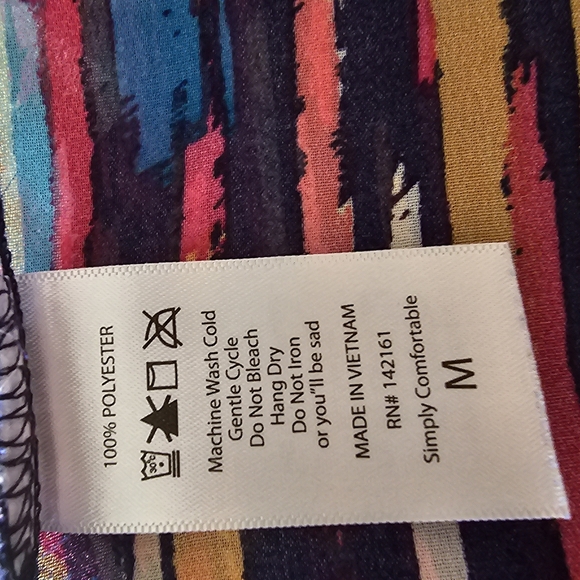 100% POLYESTER
30°C
Machine Wash Cold
Gentle Cycle
Do Not Bleach
Hang Dry
Do Not Iron
or you"ll be sad
MADE IN VIETNAM
RN# 142161
Simply Comfortable
M